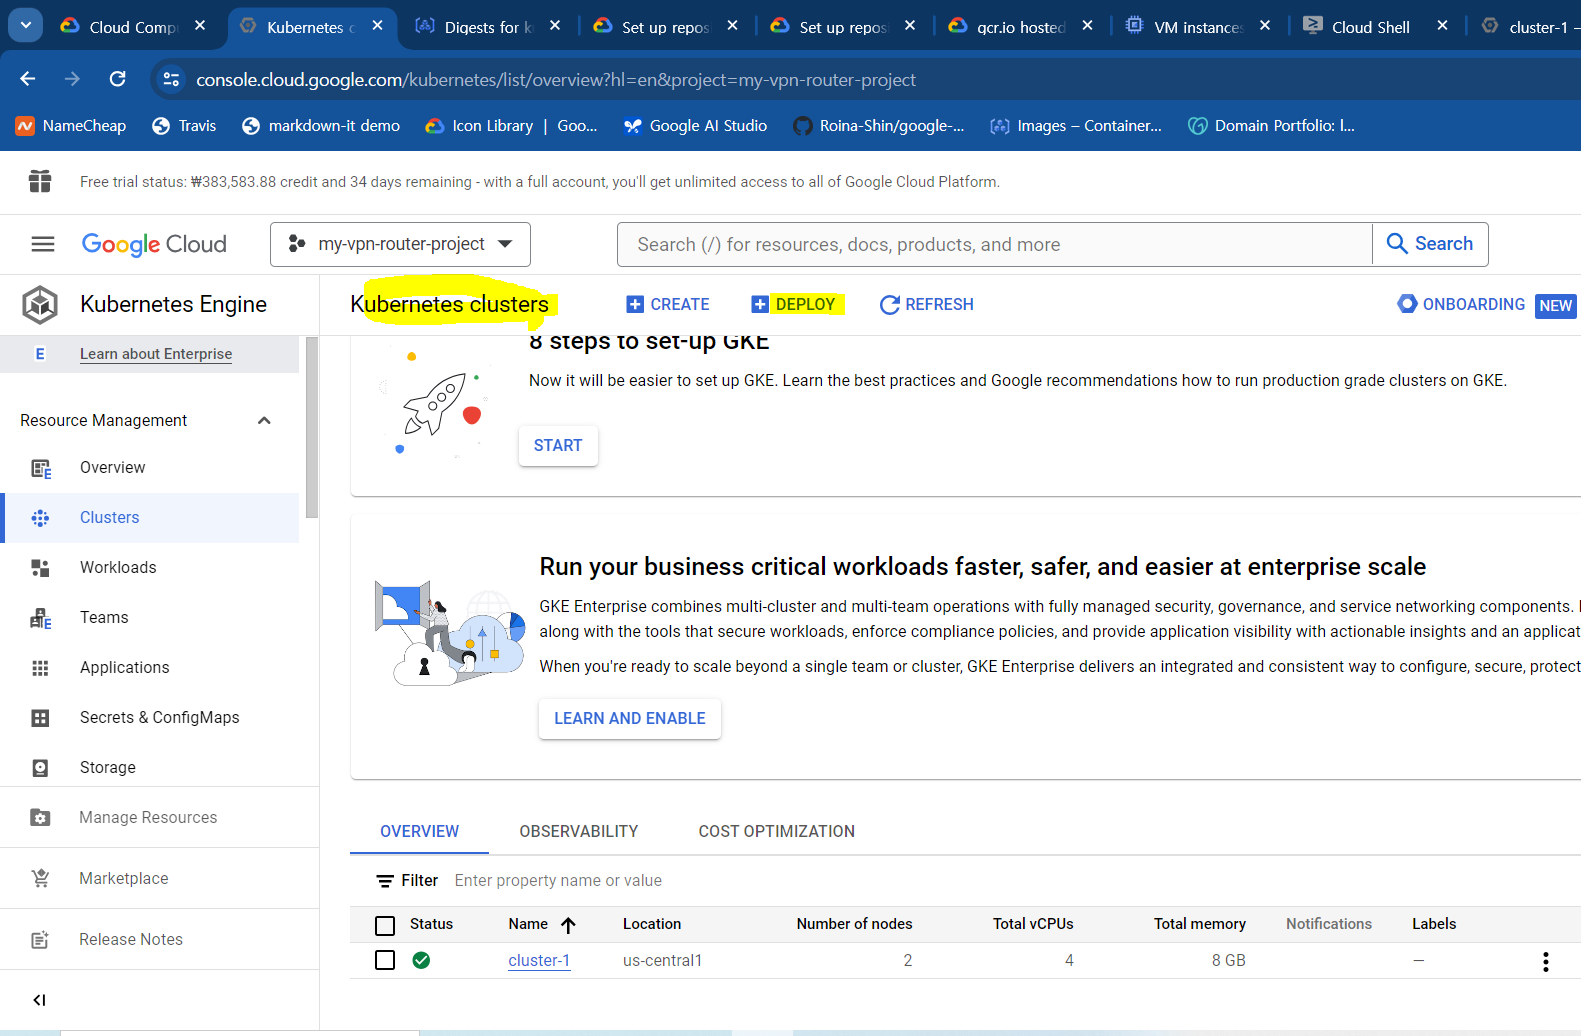 Cloud Comp
Kubernetes c
Digests for k
Set up repos
Set up repos
gcr.io hosted
VM instances
Cloud Shell
cluster-1 –
console.cloud.google.com/kubernetes/list/overview?hl=en&project=my-vpn-router-project
NameCheap
Travis
markdown-it demo
Icon Library | Goo...
Google AI Studio
Roina-Shin/google-...
Images – Container...
Domain Portfolio: l...
Free trial status: ₩383,583.88 credit and 34 days remaining - with a full account, you'll get unlimited access to all of Google Cloud Platform.
Google Cloud
my-vpn-router-project
Search (/) for resources, docs, products, and more
Search
Kubernetes Engine
Kubernetes clusters
CREATE
DEPLOY
REFRESH
ONBOARDING
NEW
E
Learn about Enterprise
Resource Management
Overview
Clusters
Workloads
Teams
Applications
Secrets & ConfigMaps
Storage
Manage Resources
Marketplace
Release Notes
8 steps to set-up GKE
Now it will be easier to set up GKE. Learn the best practices and Google recommendations how to run production grade clusters on GKE.
START
Run your business critical workloads faster, safer, and easier at enterprise scale
GKE Enterprise combines multi-cluster and multi-team operations with fully managed security, governance, and service networking components.
along with the tools that secure workloads, enforce compliance policies, and provide application visibility with actionable insights and an applicat
When you're ready to scale beyond a single team or cluster, GKE Enterprise delivers an integrated and consistent way to configure, secure, protect
LEARN AND ENABLE
OVERVIEW
OBSERVABILITY
COST OPTIMIZATION
Filter
Enter property name or value
Status
Name
Location
Number of nodes
Total vCPUs
Total memory
Notifications
Labels
cluster-1
us-central1
2
4
8 GB
—